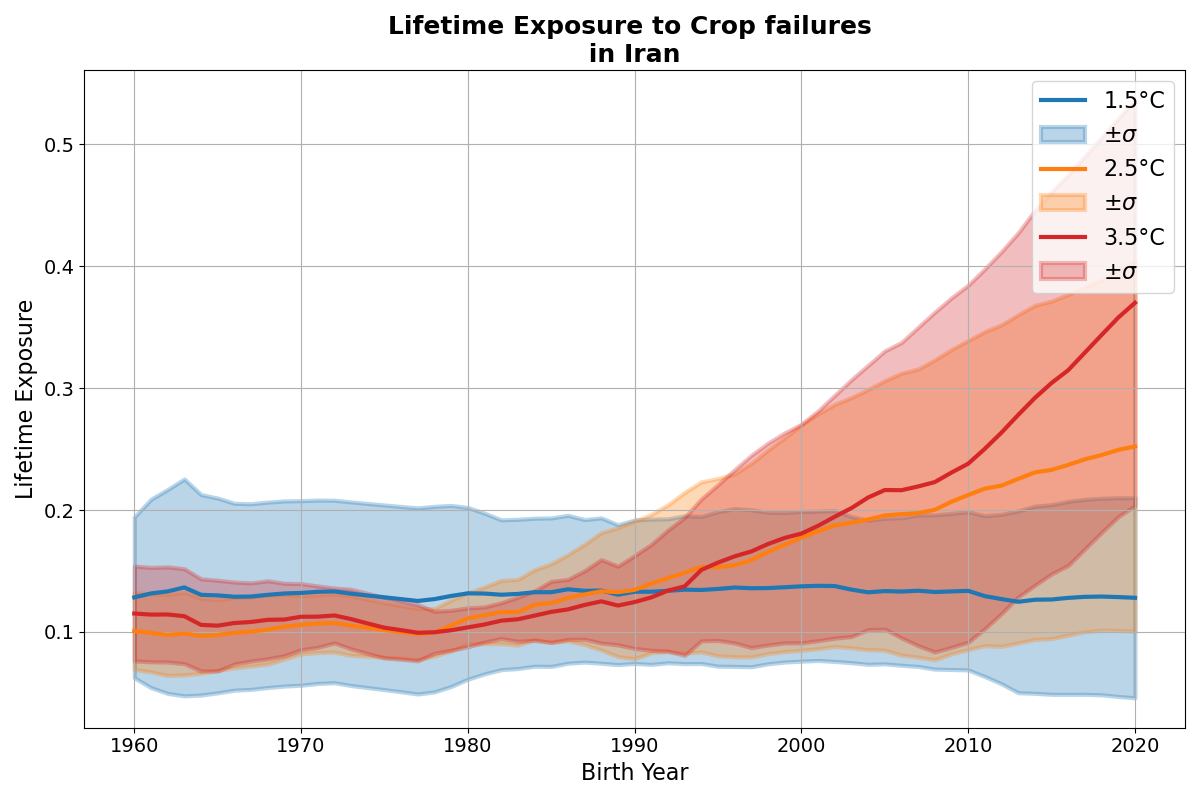 Lifetime Exposure to Crop failures
in Iran
1.5°C
±σ
2.5°C
±σ
3.5°C
±σ
Lifetime Exposure
0.5
0.4
0.3
0.2
0.1
1960 1970 1980 1990 2000 2010 2020
Birth Year